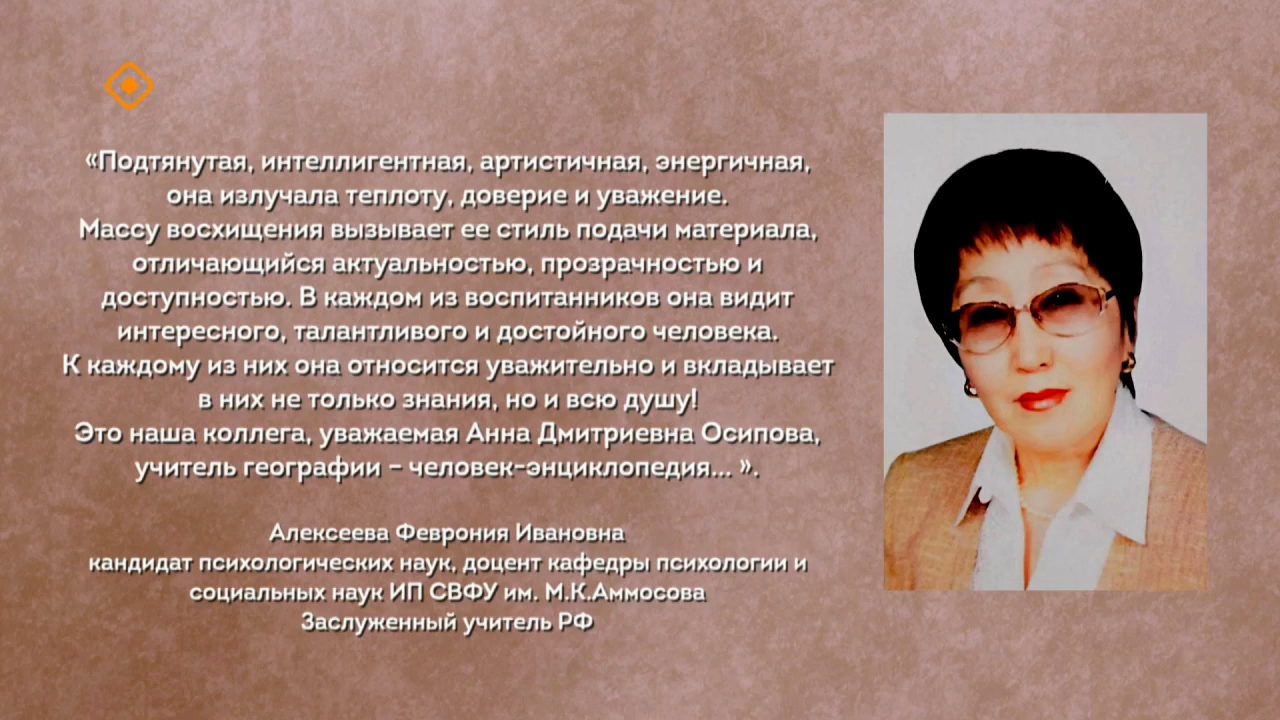 «Подтянутая, интеллигентная, артистичная, энергичная,
она излучала теплоту, доверие и уважение.
Массу восхищения вызывает ее стиль подачи материала,
отличающийся актуальностью, прозрачностью и
доступностью. В каждом из воспитанников она видит
интересного, талантливого и достойного человека.
К каждому из них она относится уважительно и вкладывает
в них не только знания, но и всю душу!
Это наша коллега, уважаемая Анна Дмитриевна Осипова,
учитель географии – человек-энциклопедия... ».
Алексеева Феврония Ивановна
кандидат психологических наук, доцент кафедры психологии и
социальных наук ИП СВФУ им. М.К.Аммосова
Заслуженный учитель РФ